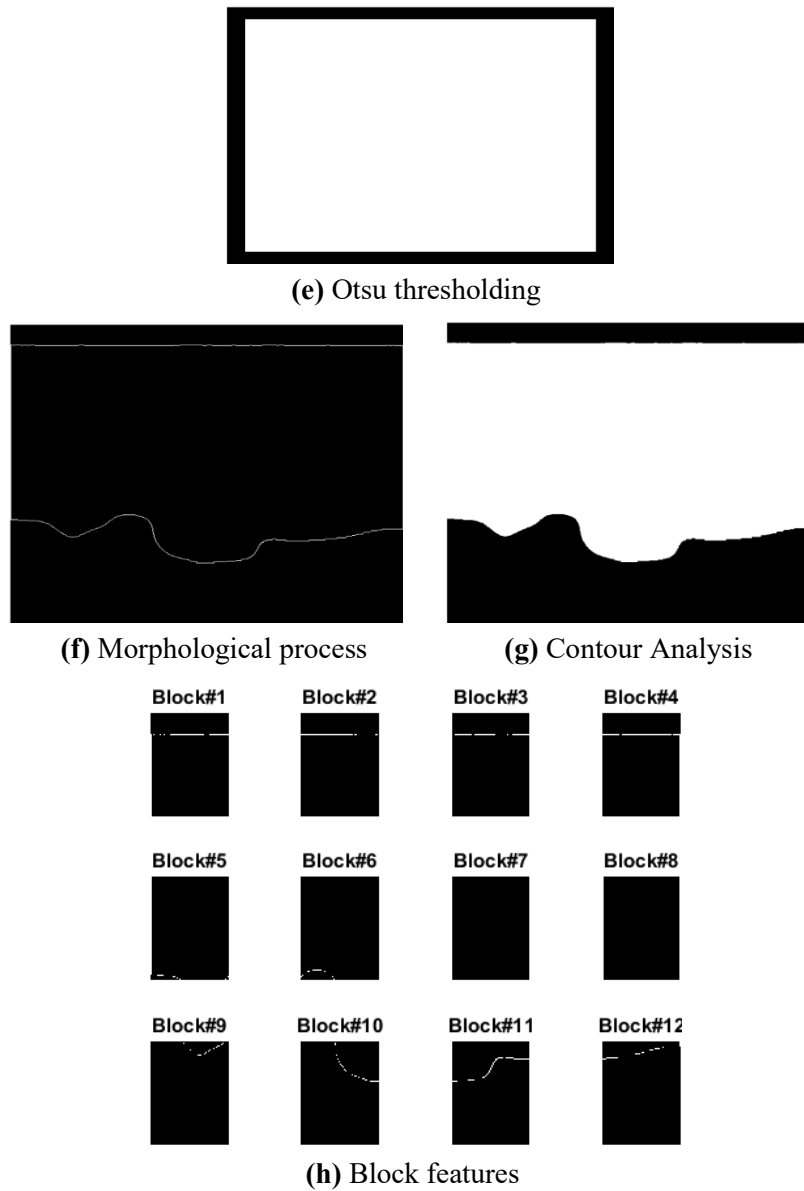 (e) Otsu thresholding
(f) Morphological process
(g) Contour Analysis
Block#1
Block#2
Block#3
Block#4
Block#5
Block#6
Block#7
Block#8
Block#9
Block#10
Block#11
Block#12
(h) Block features